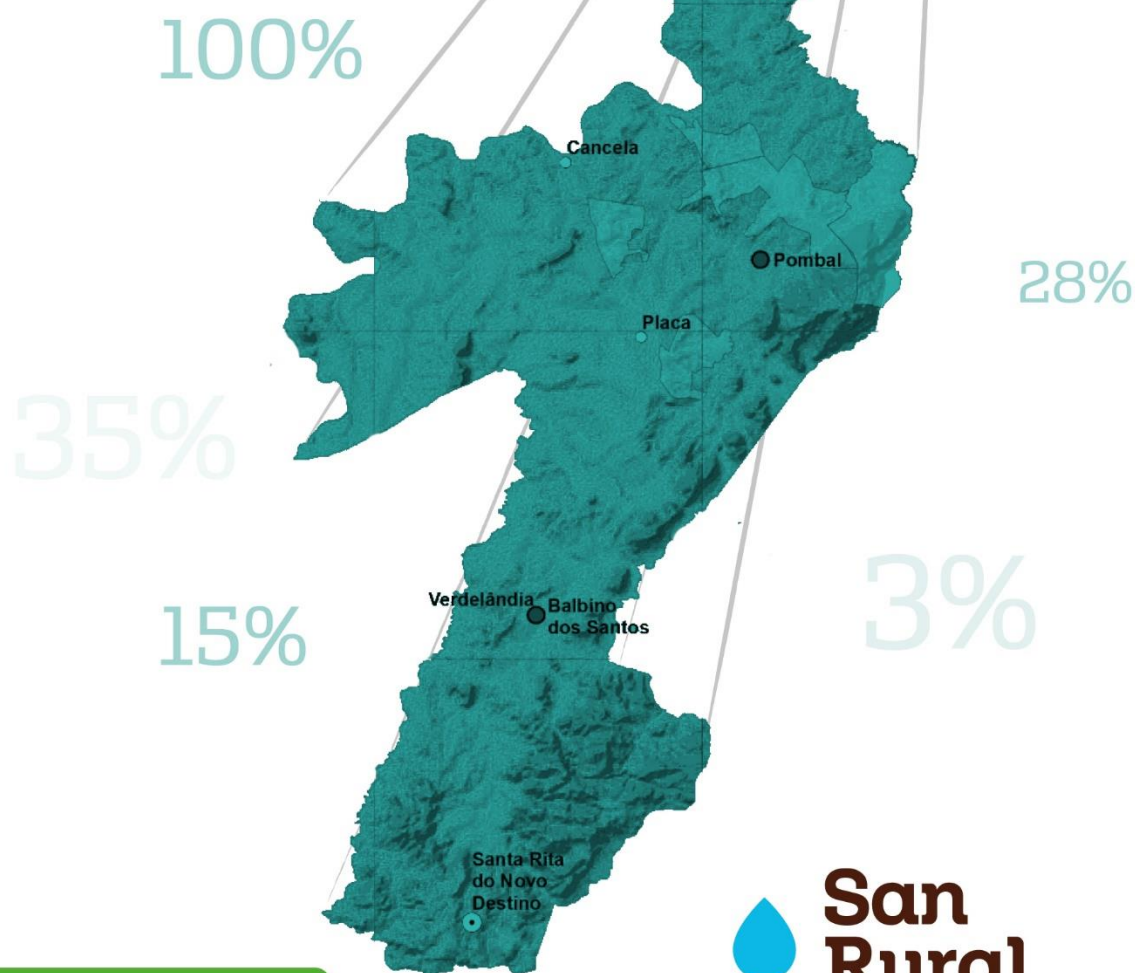 100%
Cancela
Pombal
28%
Placa
35%
3%
Verdelândia
Balbino
dos Santos
15%
Santa Rita
do Novo
Destino
San
Rural